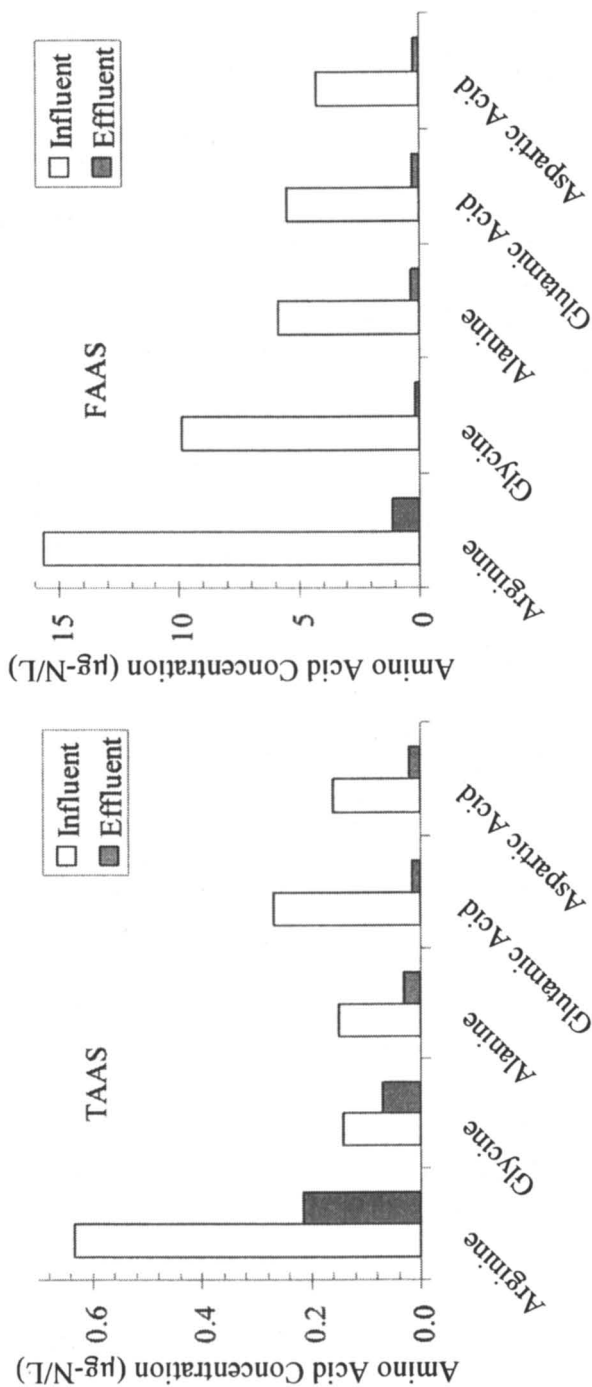 TAAS
Influent
Effluent
Amino Acid Concentration (µg-N/L)
0.6
0.2
0.0
Arginine
Glycine
Alanine
Glutamic Acid
Aspartic Acid
FAAS
Influent
Effluent
Amino Acid Concentration (µg-N/L)
15
10
5
0
Arginine
Glycine
Alanine
Glutamic Acid
Aspartic Acid